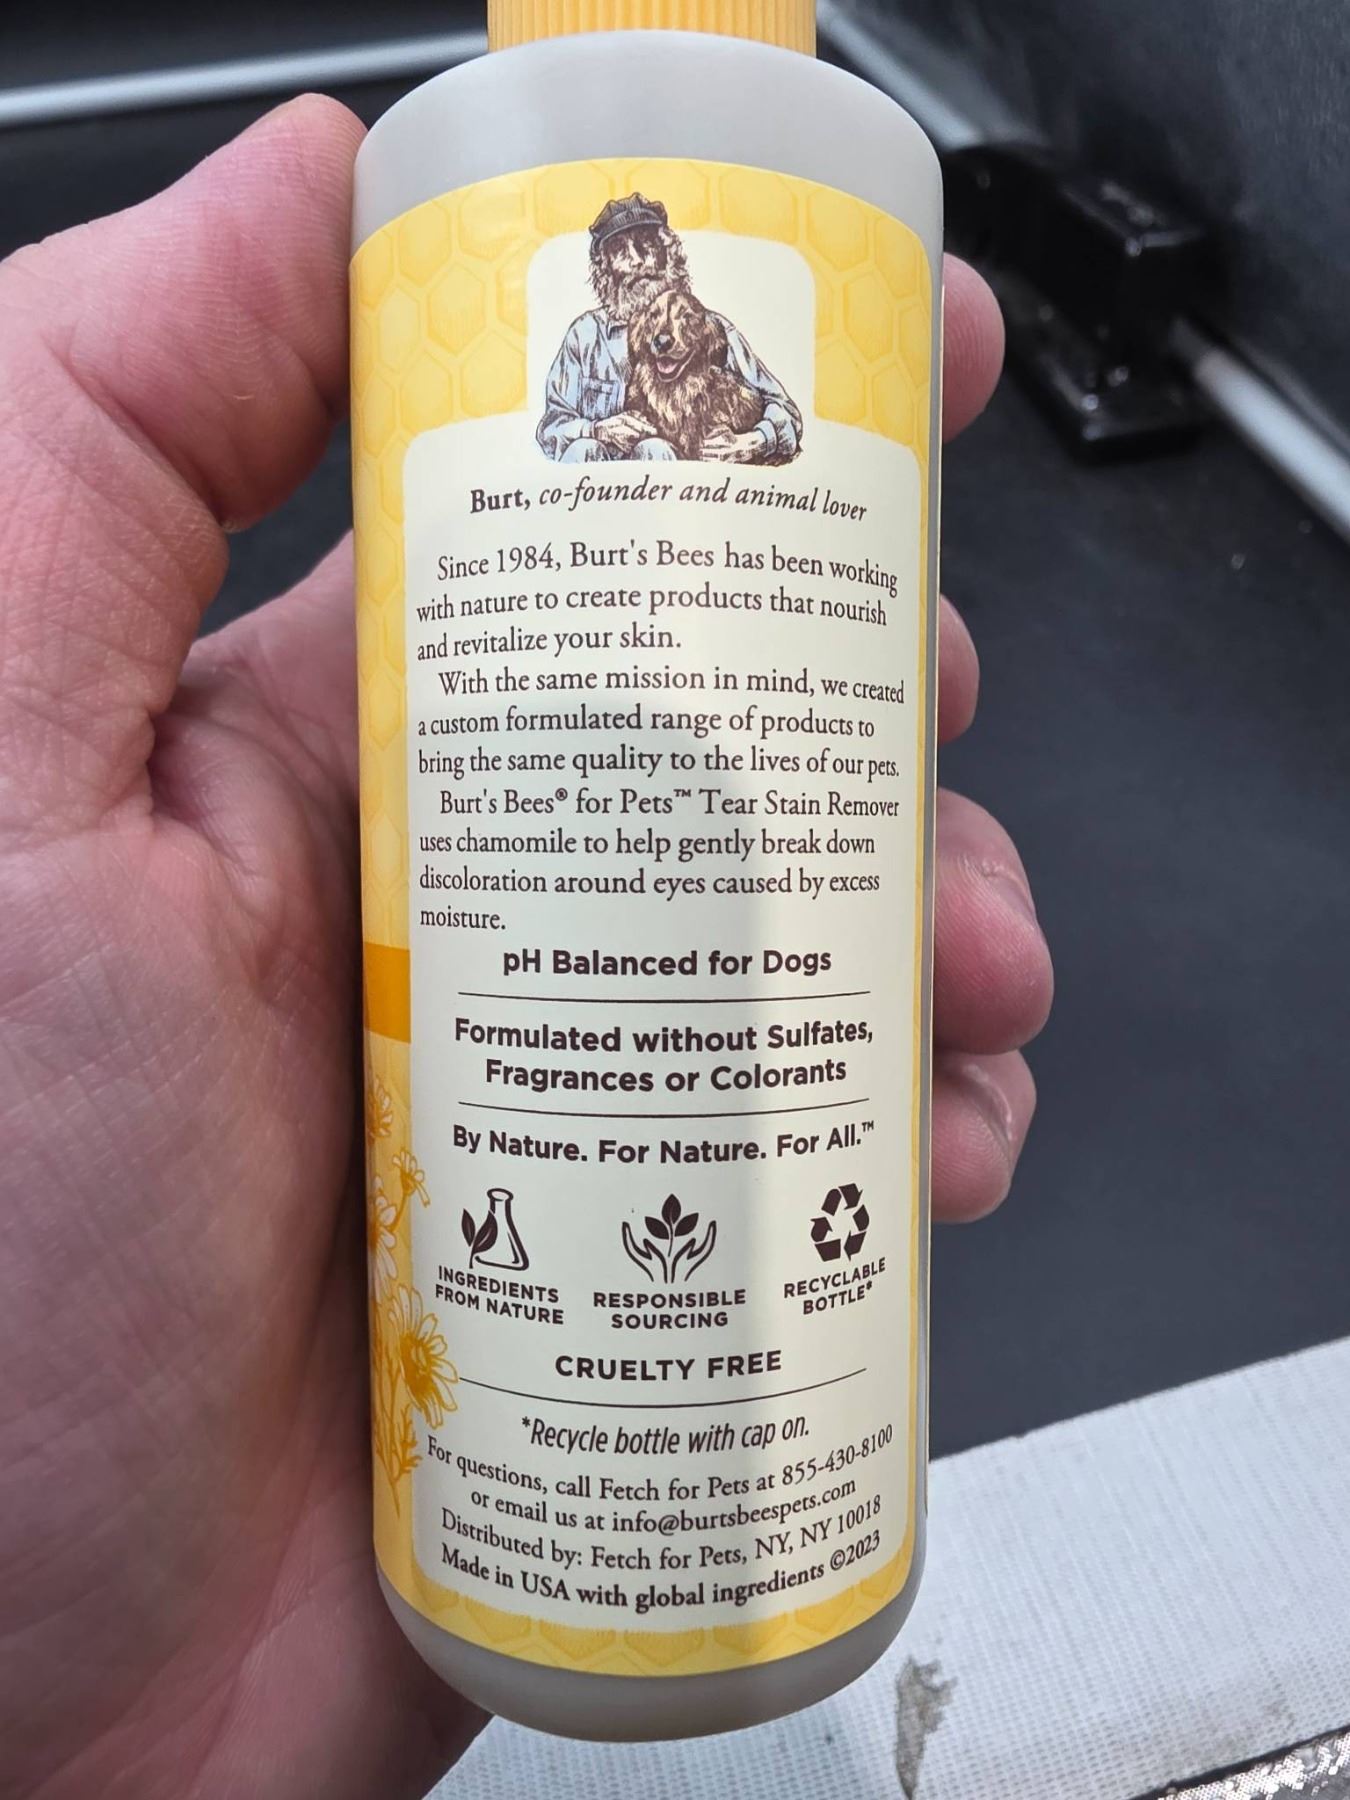 Burt, co-founder and animal lover
Since 1984, Burt's Bees has been working
with nature to create products that nourish
and revitalize your skin.
With the same mission in mind, we created
a custom formulated range of products to
bring the same quality to the lives of our pets.
Burt's Bees® for Pets™ Tear Stain Remover
uses chamomile to help gently break down
discoloration around eyes caused by excess
moisture.
pH Balanced for Dogs
Formulated without Sulfates,
Fragrances or Colorants
By Nature. For Nature. For All.™
INGREDIENTS
FROM NATURE
RESPONSIBLE
SOURCING
RECYCLABLE
BOTTLE*
CRUELTY FREE
*Recycle bottle with cap on.
For questions, call Fetch for Pets at 855-430-8100
or email us at info@burtsbeespets.com
Distributed by: Fetch for Pets, NY, NY 10018
Made in USA with global ingredients ©2023